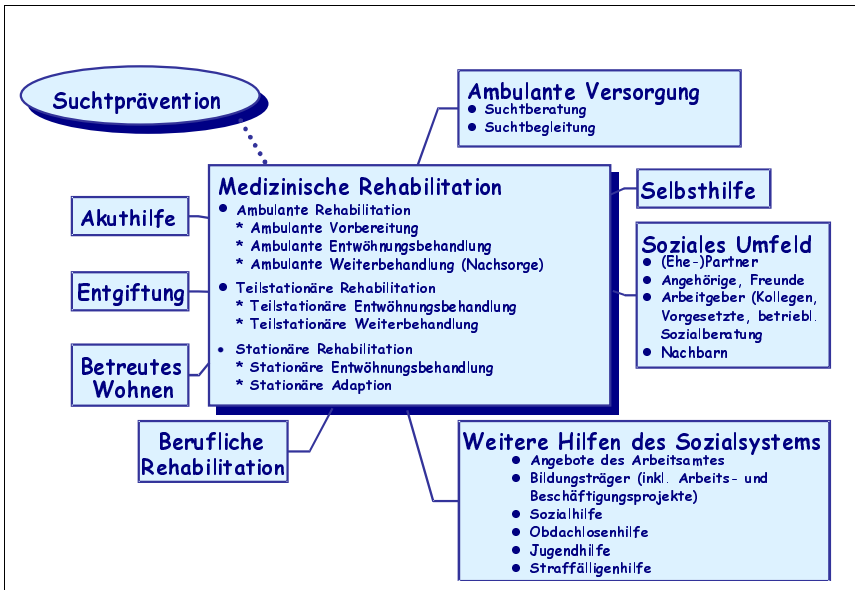 Suchtprävention
Ambulante Versorgung
● Suchtberatung
● Suchtbegleitung
Medizinische Rehabilitation
● Ambulante Rehabilitation
* Ambulante Vorbereitung
* Ambulante Entwöhnungsbehandlung
* Ambulante Weiterbehandlung (Nachsorge)
● Teilstationäre Rehabilitation
* Teilstationäre Entwöhnungsbehandlung
* Teilstationäre Weiterbehandlung
• Stationäre Rehabilitation
* Stationäre Entwöhnungsbehandlung
* Stationäre Adaption
Selbsthilfe
Akuthilfe
Soziales Umfeld
● (Ehe-)Partner
● Angehörige, Freunde
● Arbeitgeber (Kollegen,
Vorgesetzte, betriebl.
Sozialberatung
● Nachbarn
Entgiftung
Betreutes
Wohnen
Berufliche
Rehabilitation
Weitere Hilfen des Sozialsystems
● Angebote des Arbeitsamtes
● Bildungsträger (inkl. Arbeits- und
Beschäftigungsprojekte)
● Sozialhilfe
● Obdachlosenhilfe
● Jugendhilfe
● Straffälligenhilfe